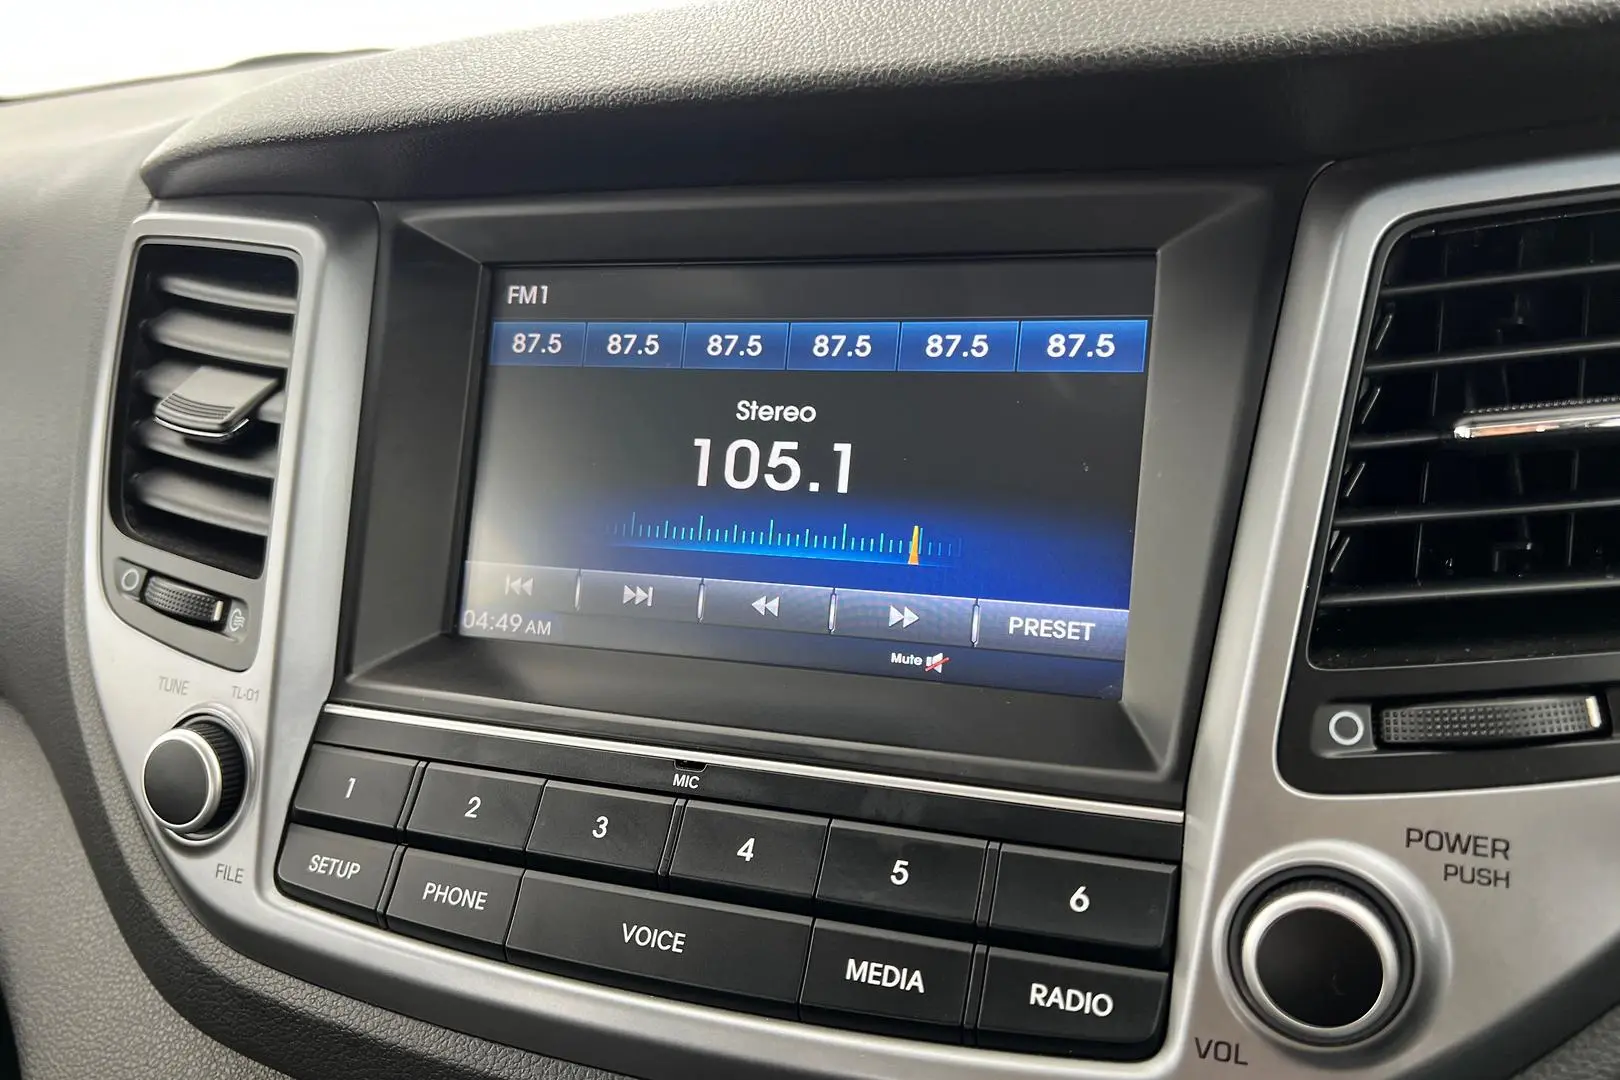 FM1
87.5 87.5 87.5 87.5 87.5 87.5
Stereo
105.1
PRESET
04:49 AM
Mute
TUNE TL-01
FILE
MIC
1 2 3 4 5 6
SETUP PHONE VOICE MEDIA RADIO
POWER
PUSH
VOL